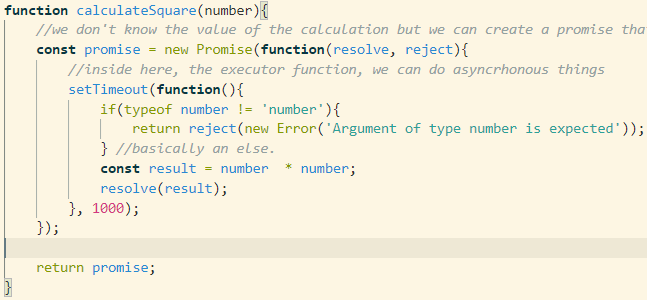 function calculateSquare(number){
//we don't know the value of the calculation but we can create a promise that
const promise = new Promise(function(resolve, reject){
//inside here, the executor function, we can do asyncrhonous things
setTimeout(function(){
if(typeof number != 'number'){
return reject(new Error('Argument of type number is expected'));
} //basically an else.
const result = number  * number;
resolve(result);
}, 1000);
});
return promise;
}